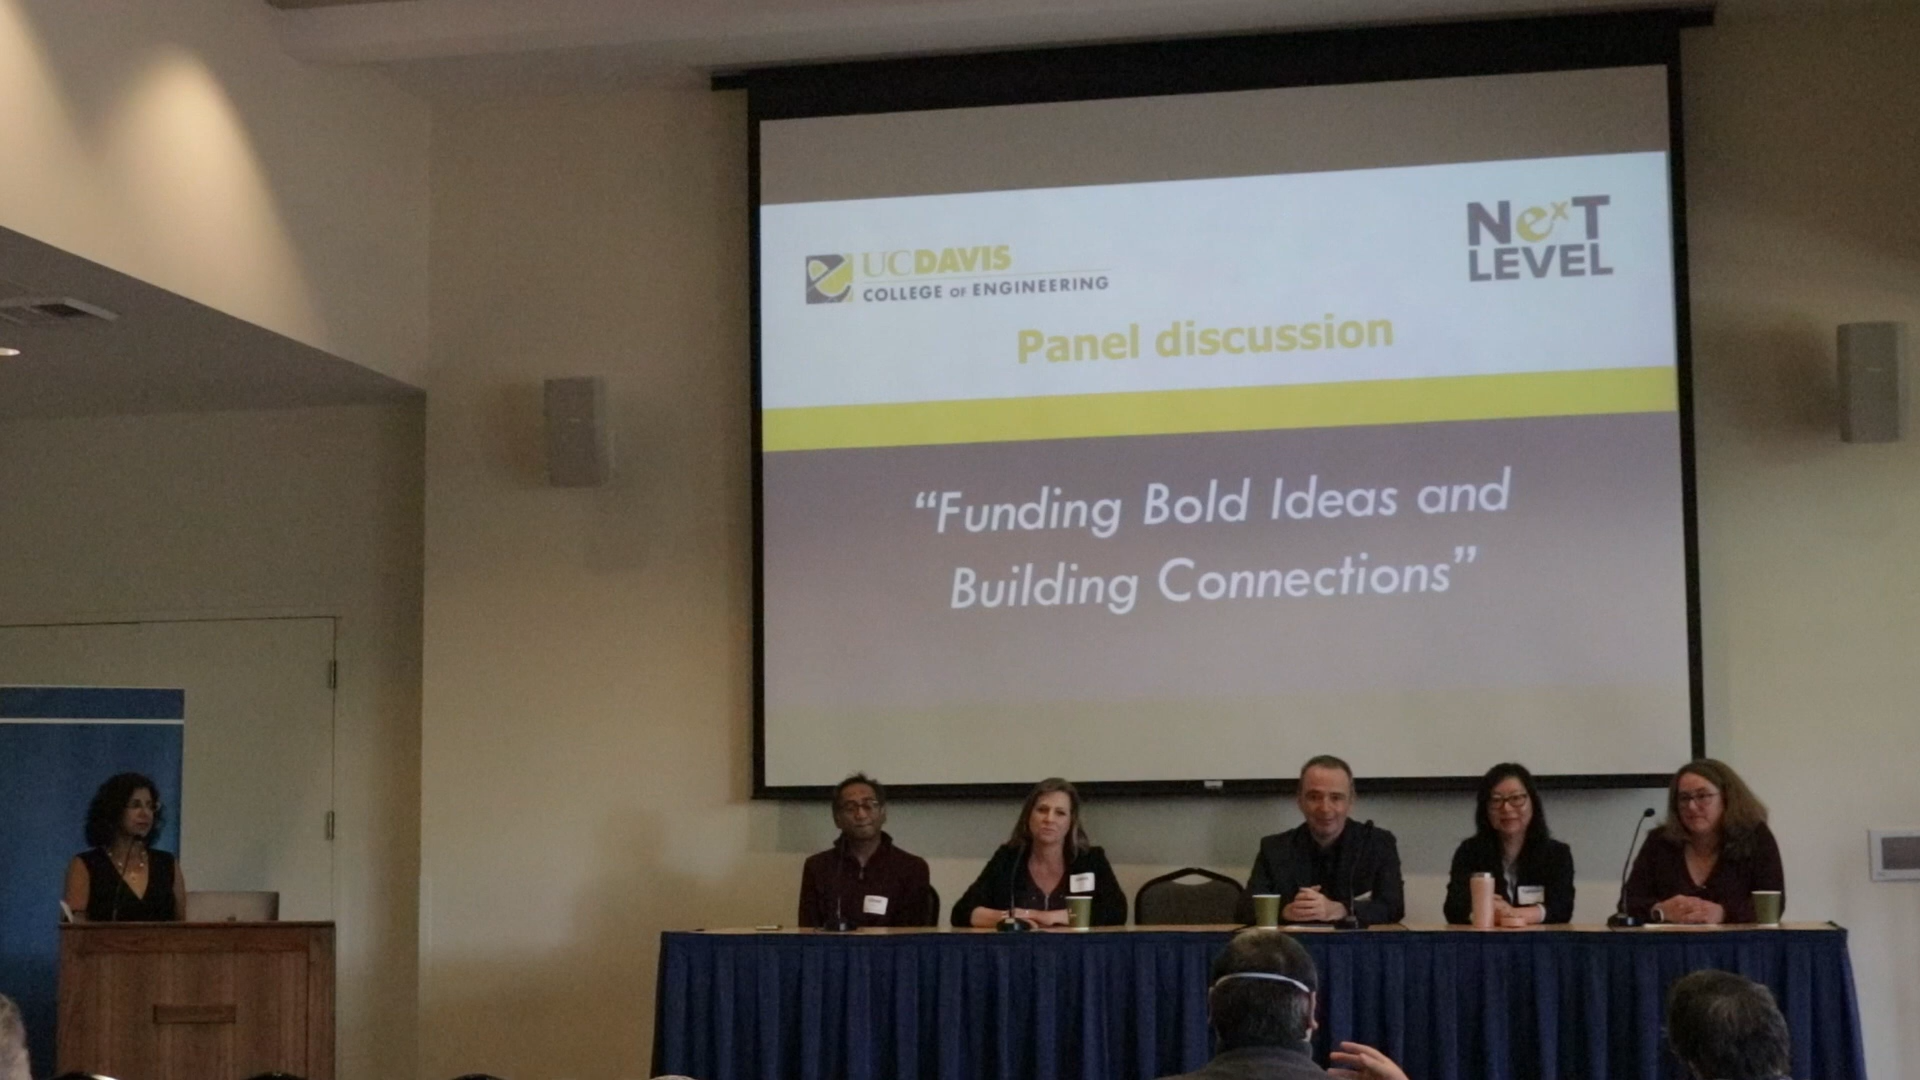 UCDAVIS
COLLEGE OF ENGINEERING
NexT
LEVEL
Panel discussion
“Funding Bold Ideas and
Building Connections”